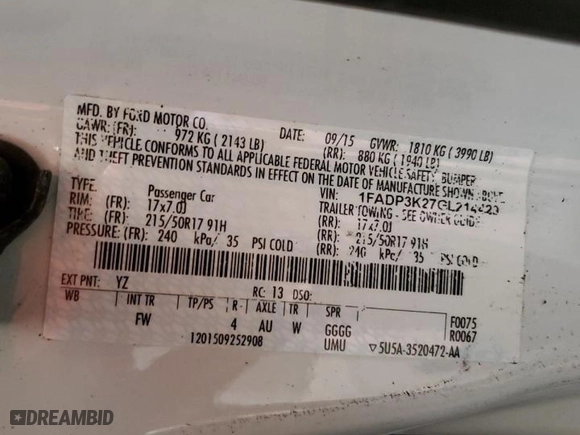 MFD. BY FORD MOTOR CO.
DATE: 09/15 GVWR: 1810 KG ( 3990 LB)
GAWR: (FR): 972 KG ( 2143 LB) (RR): 880 KG ( 1940 LB)
THIS VEHICLE CONFORMS TO ALL APPLICABLE FEDERAL MOTOR VEHICLE SAFETY, BUMPER
AND THEFT PREVENTION STANDARDS IN EFFECT ON THE DATE OF MANUFACTURE SHOWN ABOVE
VIN: 1FADP3K27GL214423
TYPE: Passenger Car TRAILER TOWING - SEE OWNER GUIDE
RIM: (FR): 17x7.0J (RR): 17x7.0J
TIRE: (FR): 215/50R17 91H (RR): 215/50R17 91H
PRESSURE: (FR): 240 kPa/ 35 PSI COLD (RR): 240 kPa/ 35 PSI COLD
EXT PNT: YZ RC: 13 DSO:
WB INT TR TP/PS R- AXLE TR SPR F0075
FW 4 AU W GGGG R0067
1201509252908 UMU ▽5U5A-3520472-AA
DREAMBID